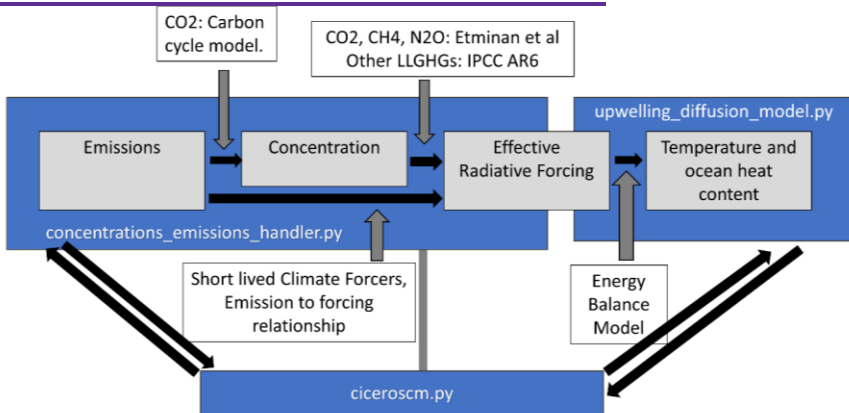 CO2: Carbon
cycle model.
CO2, CH4, N2O: Etminan et al
Other LLGHGs: IPCC AR6
upwelling_diffusion_model.py
Emissions
Concentration
Effective
Radiative Forcing
Temperature and
ocean heat
content
concentrations_emissions_handler.py
Short lived Climate Forcers,
Emission to forcing
relationship
Energy
Balance
Model
ciceroscm.py